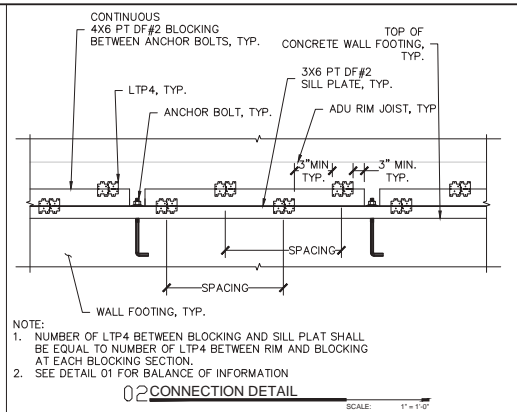 CONTINUOUS
4X6 PT DF#2 BLOCKING
BETWEEN ANCHOR BOLTS, TYP.
TOP OF
CONCRETE WALL FOOTING,
TYP.
3X6 PT DF#2
SILL PLATE, TYP.
LTP4, TYP.
ANCHOR BOLT, TYP.
ADU RIM JOIST, TYP
3"MIN.
TYP.
3" MIN.
TYP.
SPACING
SPACING
WALL FOOTING, TYP.
NOTE:
1. NUMBER OF LTP4 BETWEEN BLOCKING AND SILL PLAT SHALL
BE EQUAL TO NUMBER OF LTP4 BETWEEN RIM AND BLOCKING
AT EACH BLOCKING SECTION.
2. SEE DETAIL 01 FOR BALANCE OF INFORMATION
02 CONNECTION DETAIL
SCALE: 1" = 1'-0"